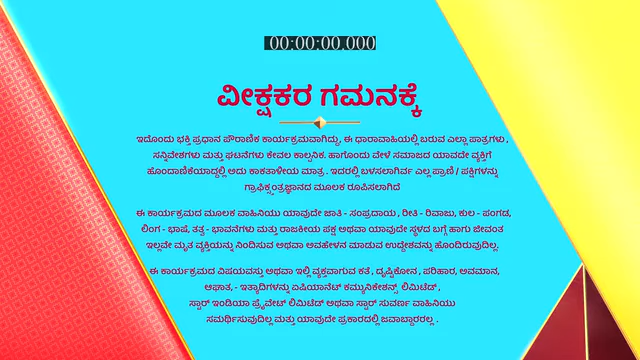 00:00:00.000
ವೀಕ್ಷಕರ ಗಮನಕ್ಕೆ
ಇದೊಂದು ಭಕ್ತಿ ಪ್ರಧಾನ ಪೌರಾಣಿಕ ಕಾರ್ಯಕ್ರಮವಾಗಿದ್ದು, ಈ ಧಾರಾವಾಹಿಯಲ್ಲಿ ಬರುವ ಎಲ್ಲಾ ಪಾತ್ರಗಳು,
ಸನ್ನಿವೇಶಗಳು ಮತ್ತು ಘಟನೆಗಳು ಕೇವಲ ಕಾಲ್ಪನಿಕ. ಹಾಗೊಂದು ವೇಳೆ ಸಮಾಜದ ಯಾವುದೇ ವ್ಯಕ್ತಿಗೆ
ಹೊಂದಾಣಿಕೆಯಾದ್ದಲ್ಲಿ ಅದು ಕಾಕತಾಳೀಯ ಮಾತ್ರ. ಇದರಲ್ಲಿ ಬಳಸಲಾಗಿರ್ವ ಎಲ್ಲ ಪ್ರಾಣಿ / ಪಕ್ಷಿಗಳನ್ನು
ಗ್ರಾಫಿಕ್ಸ್‌ತಂತ್ರಜ್ಞಾನದ ಮೂಲಕ ರೂಪಿಸಲಾಗಿದೆ
ಈ ಕಾರ್ಯಕ್ರಮದ ಮೂಲಕ ವಾಹಿನಿಯು ಯಾವುದೇ ಜಾತಿ - ಸಂಪ್ರದಾಯ, ರೀತಿ - ರಿವಾಜು, ಕುಲ - ಪಂಗಡ,
ಲಿಂಗ - ಭಾಷೆ, ತತ್ವ - ಭಾವನೆಗಳು ಮತ್ತು ರಾಜಕೀಯ ಪಕ್ಷ ಅಥವಾ ಯಾವುದೇ ಸ್ಥಳದ ಬಗ್ಗೆ ಹಾಗು ಜೀವಂತ
ಇಲ್ಲವೇ ಮೃತ ವ್ಯಕ್ತಿಯನ್ನು ನಿಂದಿಸುವ ಅಥವಾ ಅವಹೇಳನ ಮಾಡುವ ಉದ್ದೇಶವನ್ನು ಹೊಂದಿರುವುದಿಲ್ಲ.
ಈ ಕಾರ್ಯಕ್ರಮದ ವಿಷಯವಸ್ತು ಅಥವಾ ಇಲ್ಲಿ ವ್ಯಕ್ತವಾಗುವ ಕತೆ, ದೃಷ್ಟಿಕೋನ, ಪರಿಹಾರ, ಅವಮಾನ,
ಆಘಾತ, - ಇತ್ಯಾದಿಗಳನ್ನು ಏಷಿಯಾನೆಟ್ ಕಮ್ಯುನಿಕೇಶನ್ಸ್ ಲಿಮಿಟೆಡ್,
ಸ್ಟಾರ್ ಇಂಡಿಯಾ ಪ್ರೈವೇಟ್ ಲಿಮಿಟೆಡ್ ಅಥವಾ ಸ್ಟಾರ್ ಸುವರ್ಣ ವಾಹಿನಿಯು
ಸಮರ್ಥಿಸುವುದಿಲ್ಲ ಮತ್ತು ಯಾವುದೇ ಪ್ರಕಾರದಲ್ಲಿ ಜವಾಬ್ದಾರರಲ್ಲ.